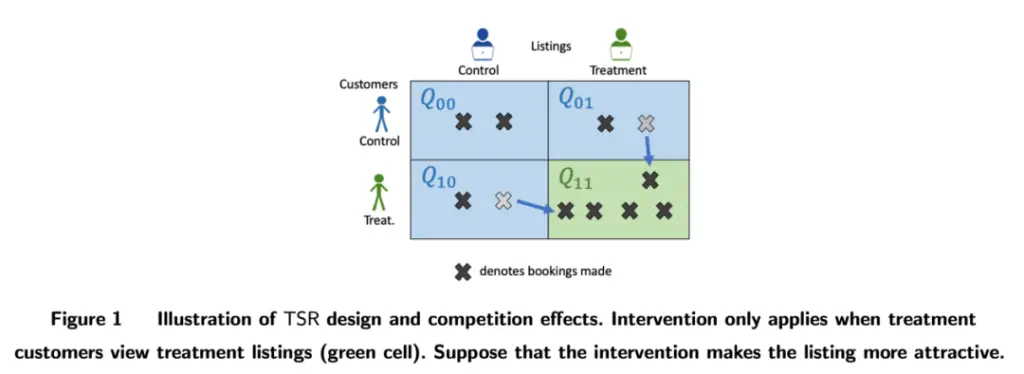 Listings
Control
Treatment
Customers
Q00
Q01
Control
Q10
Q11
Treat.
denotes bookings made
Figure 1 Illustration of TSR design and competition effects. Intervention only applies when treatment
customers view treatment listings (green cell). Suppose that the intervention makes the listing more attractive.